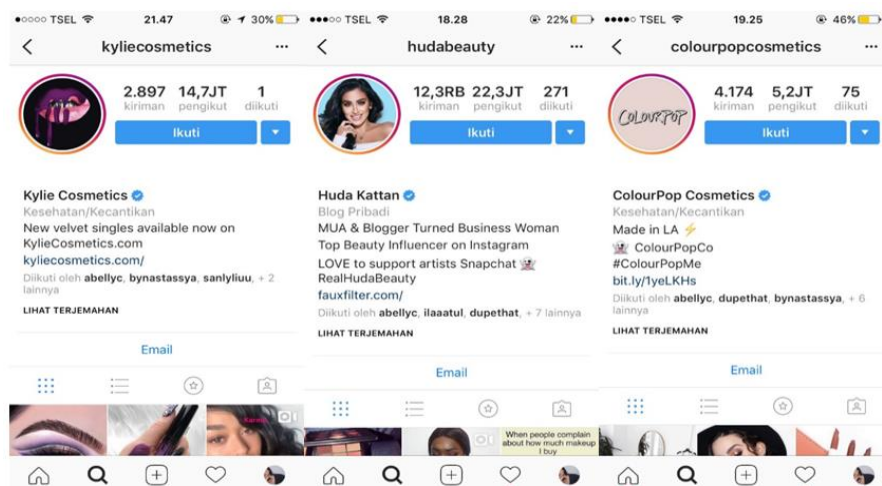 TSEL 21.47 30%
kyliecosmetics
2.897 14,7JT 1
kiriman pengikut diikuti
Ikuti
Kylie Cosmetics
Kesehatan/Kecantikan
New velvet singles available now on
KylieCosmetics.com
kyliecosmetics.com/
Diikuti oleh abellyc, bynastassya, sanlyliuu, + 2
lainnya
LIHAT TERJEMAHAN
Email
TSEL 18.28 22%
hudabeauty
12,3RB 22,3JT 271
kiriman pengikut diikuti
Ikuti
Huda Kattan
Blog Pribadi
MUA & Blogger Turned Business Woman
Top Beauty Influencer on Instagram
LOVE to support artists Snapchat 👻
RealHudaBeauty
fauxfilter.com/
Diikuti oleh abellyc, ilaaatul, dupethat, + 7 lainnya
LIHAT TERJEMAHAN
Email
When people complain
about how much makeup
I buy
TSEL 19.25 46%
colourpopcosmetics
4.174 5,2JT 75
kiriman pengikut diikuti
COLOURPOP
Ikuti
ColourPop Cosmetics
Kesehatan/Kecantikan
Made in LA ⚡
👻 ColourPopCo
#ColourPopMe
bit.ly/1yeLKHs
Diikuti oleh abellyc, dupethat, bynastassya, + 6
lainnya
LIHAT TERJEMAHAN
Email